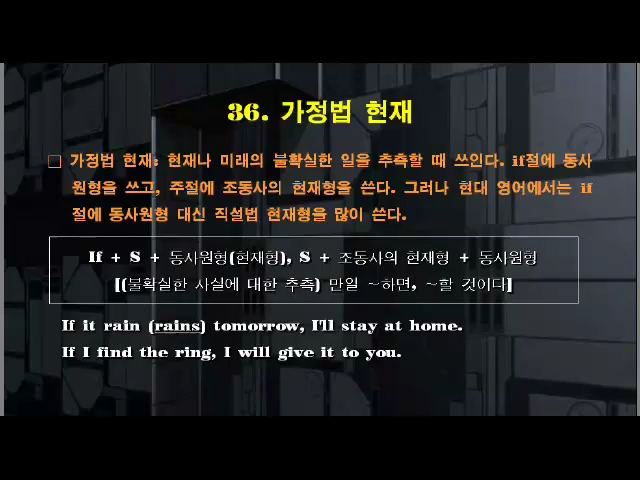 36. 가정법 현재
□ 가정법 현재: 현재나 미래의 불확실한 일을 추측할 때 쓰인다. if절에 동사
원형을 쓰고, 주절에 조동사의 현재형을 쓴다. 그러나 현대 영어에서는 if
절에 동사원형 대신 직설법 현재형을 많이 쓴다.
If + S + 동사원형(현재형), S + 조동사의 현재형 + 동사원형
[(불확실한 사실에 대한 추측) 만일 ~하면, ~할 것이다]
If it rain (rains) tomorrow, I'll stay at home.
If I find the ring, I will give it to you.